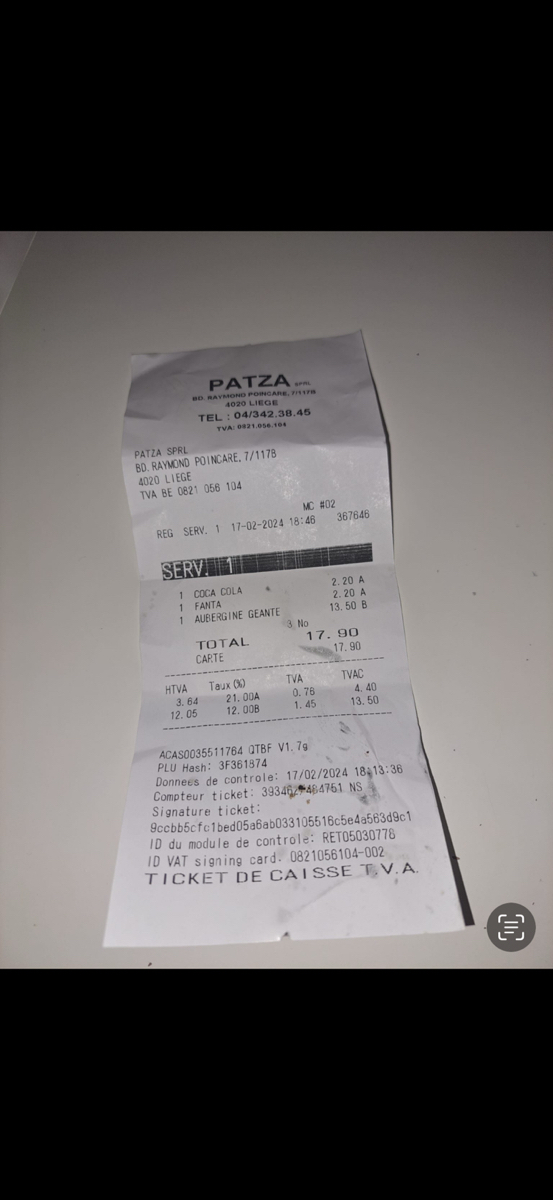 PATZA SPRL
BD. RAYMOND POINCARE, 7/117B
4020 LIEGE
TEL : 04/342.38.45
TVA: 0821.056.104
PATZA SPRL
BD. RAYMOND POINCARE, 7/117B
4020 LIEGE
TVA BE 0821 056 104
MC #02
REG SERV. 1 17-02-2024 18:46 367646
SERV. 1
1 COCA COLA 2.20 A
1 FANTA 2.20 A
1 AUBERGINE GEANTE 13.50 B
3 No
TOTAL 17.90
CARTE 17.90
HTVA Taux (%) TVA TVAC
3.64 21.00A 0.76 4.40
12.05 12.00B 1.45 13.50
ACAS0035511764 QTBF V1.7g
PLU Hash: 3F361874
Donnees de controle: 17/02/2024 18:13:36
Compteur ticket: NS
Signature ticket:
9ccbb5cfc1bed05a6ab033105516c5e4a563d9c1
ID du module de controle: RET05030778
ID VAT signing card: 0821056104-002
TICKET DE CAISSE T.V.A.